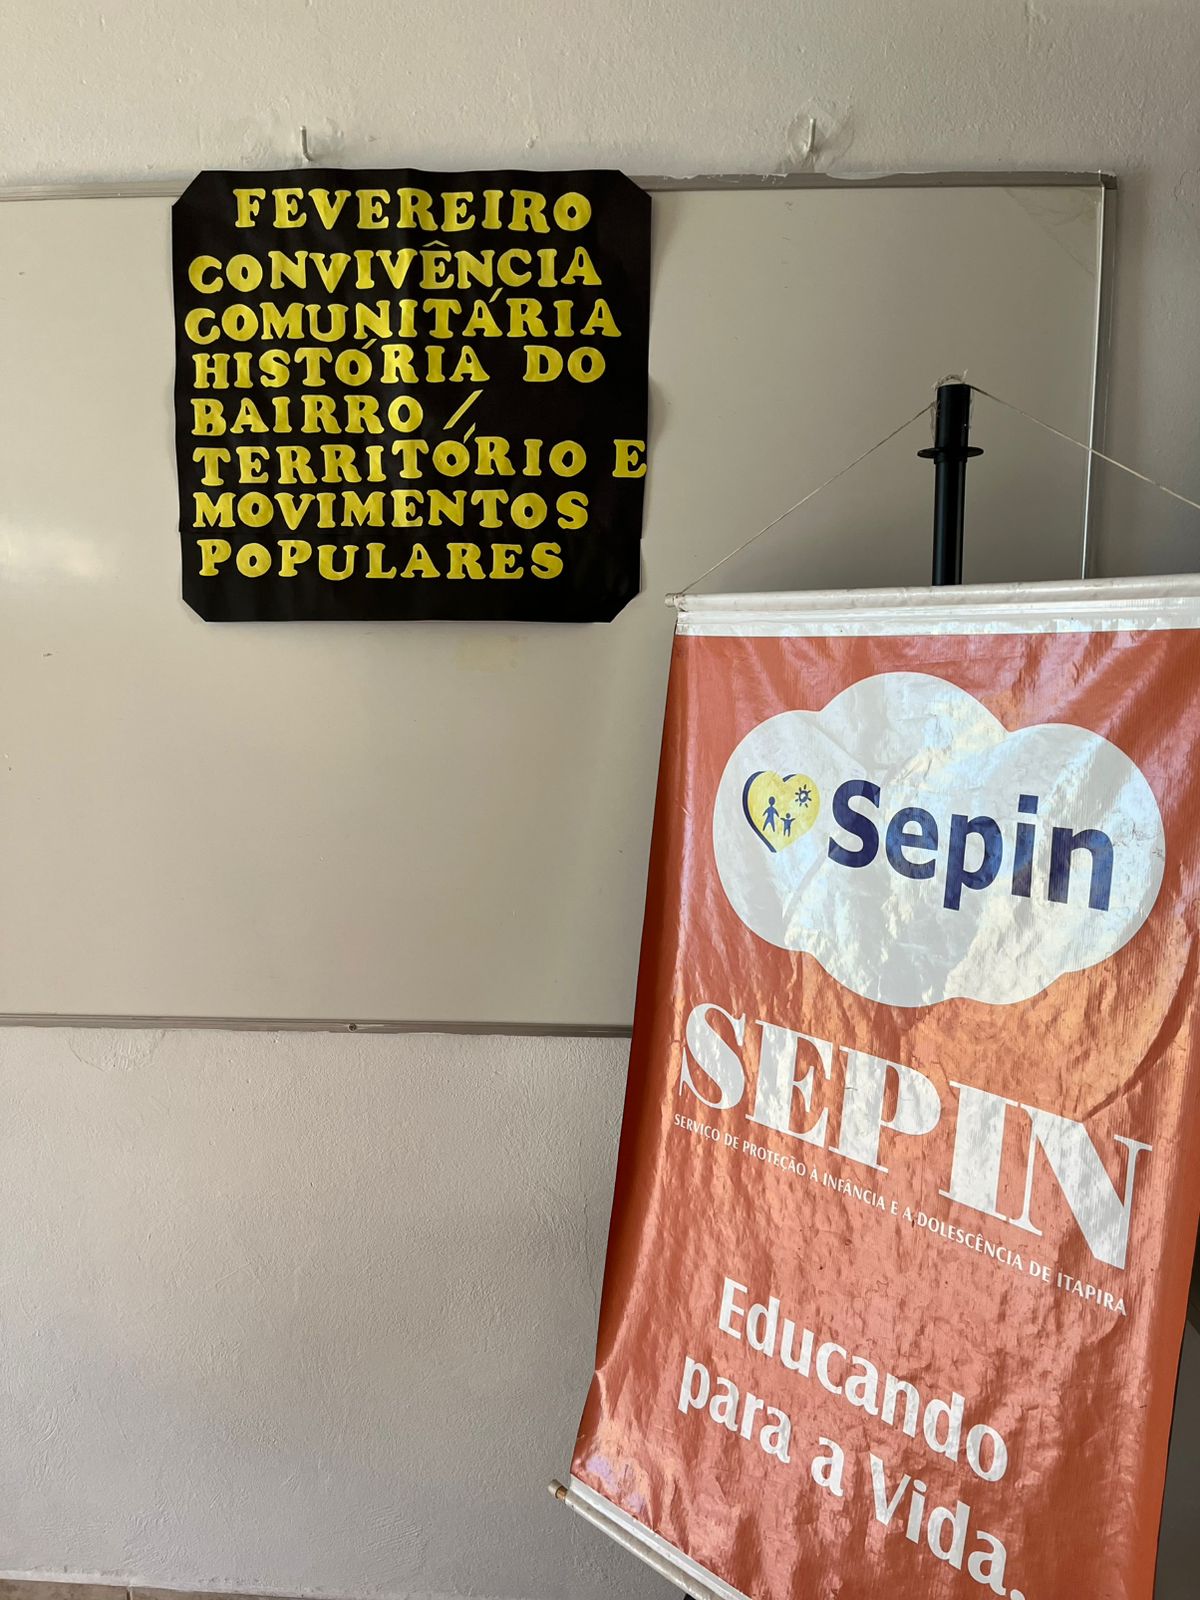 FEVEREIRO
CONVIVÊNCIA
COMUNITÁRIA
HISTÓRIA DO
BAIRRO /
TERRITÓRIO E
MOVIMENTOS
POPULARES
Sepin
SEPIN
SERVIÇO DE PROTEÇÃO À INFÂNCIA E A DOLESCÊNCIA DE ITAPIRA
Educando
para a Vida.